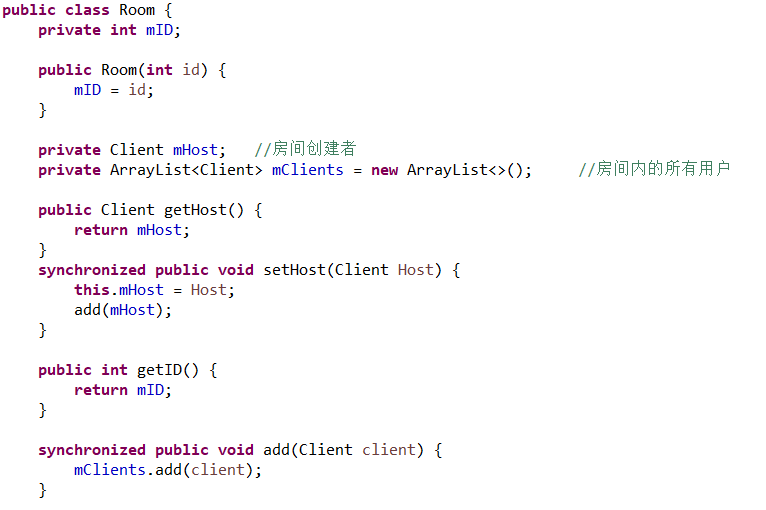 public class Room {
    private int mID;

    public Room(int id) {
        mID = id;
    }

    private Client mHost;   //房间创建者
    private ArrayList<Client> mClients = new ArrayList<>();     //房间内的所有用户

    public Client getHost() {
        return mHost;
    }
    synchronized public void setHost(Client Host) {
        this.mHost = Host;
        add(mHost);
    }

    public int getID() {
        return mID;
    }

    synchronized public void add(Client client) {
        mClients.add(client);
    }